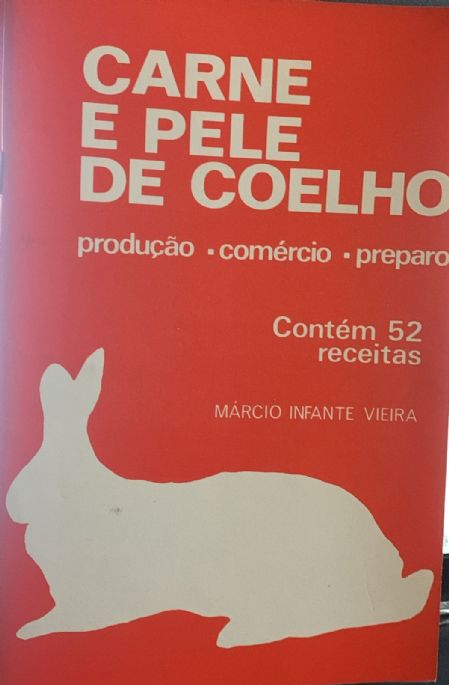 CARNE
E PELE
DE COELHO
produção . comércio . preparo
Contém 52
receitas
MÁRCIO INFANTE VIEIRA